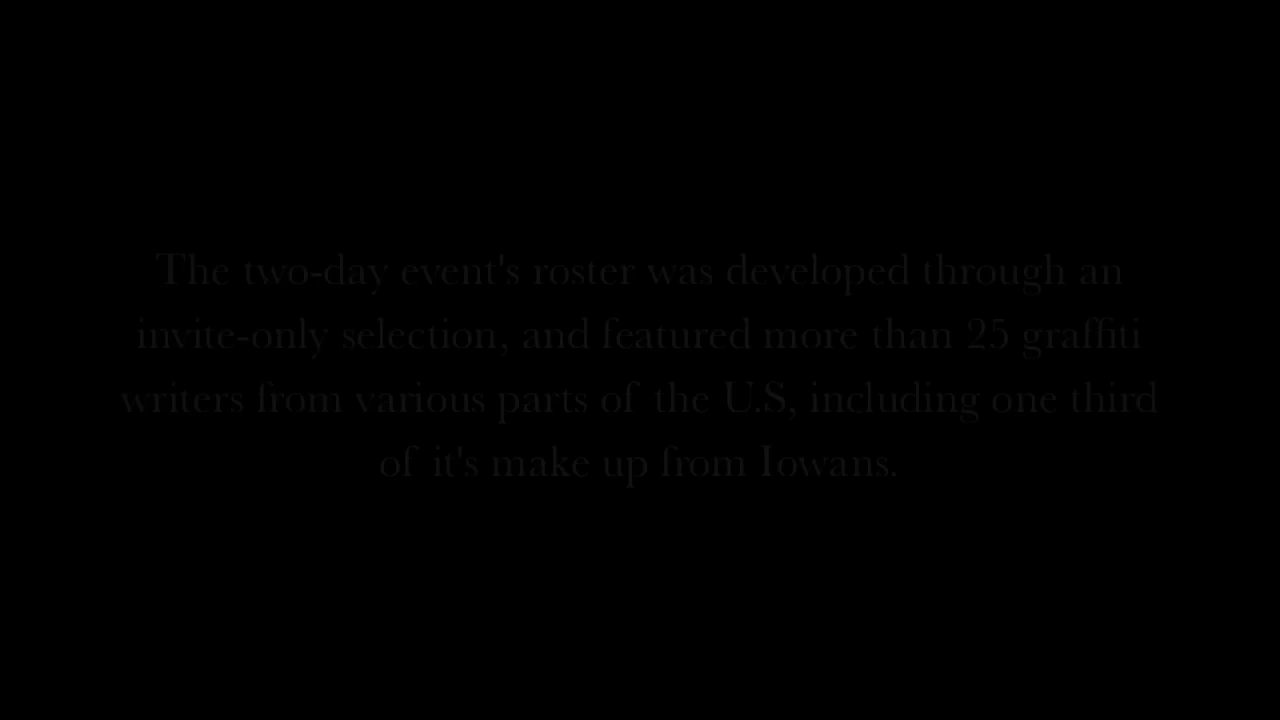 The two-day event's roster was developed through an
invite-only selection, and featured more than 25 graffiti
writers from various parts of the U.S, including one third
of it's make up from Iowans.